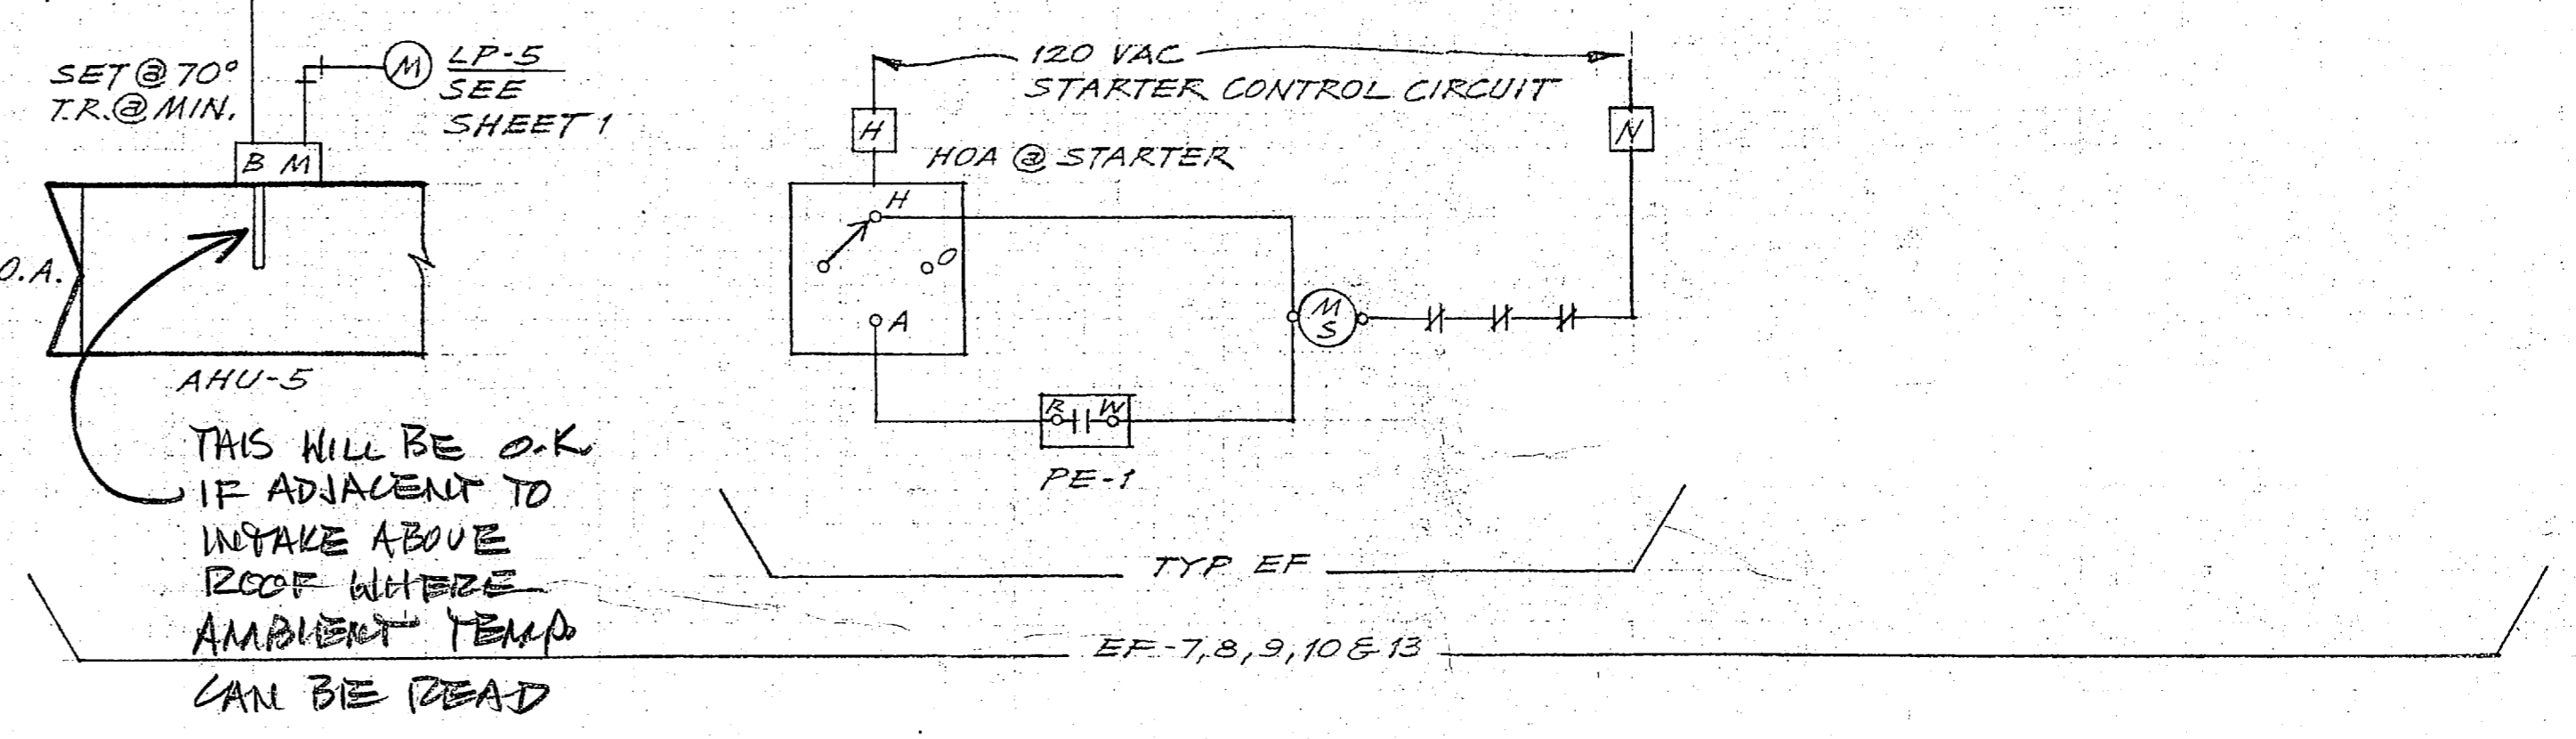 SET @ 70°
T.R. @ MIN.
M
LP-5
SEE
SHEET 1
B M
O.A.
AHU-5
THIS WILL BE O.K.
IF ADJACENT TO
INTAKE ABOVE
ROOF WHERE
AMBIENT TEMP.
CAN BE READ
120 VAC
STARTER CONTROL CIRCUIT
H
N
HOA @ STARTER
H
O
A
M
S
R W
PE-1
TYP EF
EF-7,8,9,10 & 13